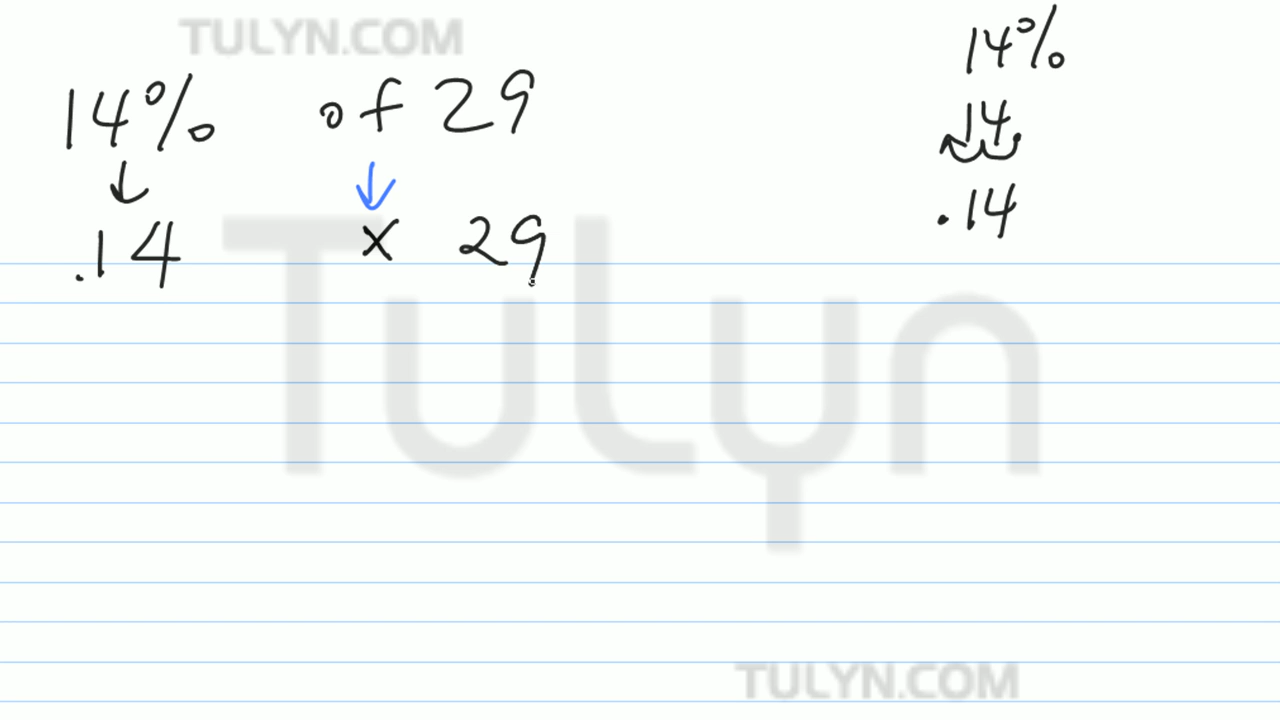 TULYN.COM
14% of 29
.14 x 29
14%
14
.14
Tulyn
TULYN.COM